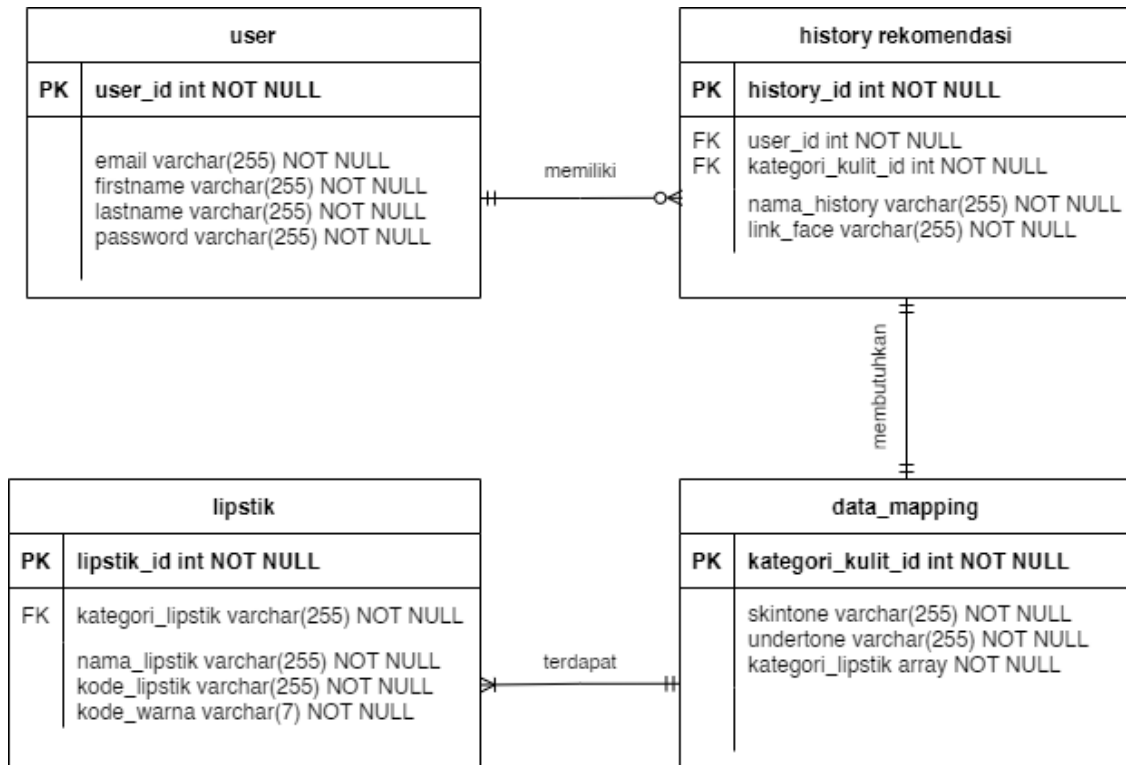 user
PK user_id int NOT NULL
email varchar(255) NOT NULL
firstname varchar(255) NOT NULL
lastname varchar(255) NOT NULL
password varchar(255) NOT NULL
memiliki
history rekomendasi
PK history_id int NOT NULL
FK user_id int NOT NULL
FK kategori_kulit_id int NOT NULL
nama_history varchar(255) NOT NULL
link_face varchar(255) NOT NULL
membutuhkan
lipstik
PK lipstik_id int NOT NULL
FK kategori_lipstik varchar(255) NOT NULL
nama_lipstik varchar(255) NOT NULL
kode_lipstik varchar(255) NOT NULL
kode_warna varchar(7) NOT NULL
terdapat
data_mapping
PK kategori_kulit_id int NOT NULL
skintone varchar(255) NOT NULL
undertone varchar(255) NOT NULL
kategori_lipstik array NOT NULL